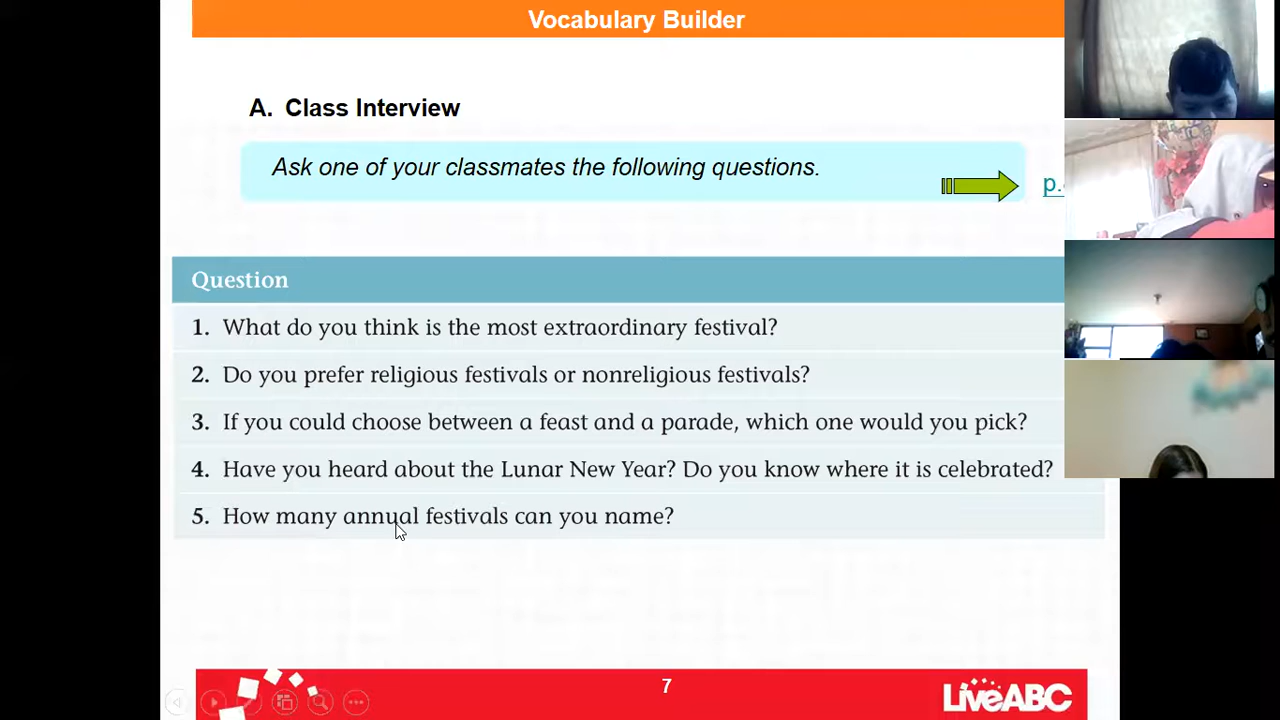 Vocabulary Builder
A. Class Interview
Ask one of your classmates the following questions.
p.
Question
1. What do you think is the most extraordinary festival?
2. Do you prefer religious festivals or nonreligious festivals?
3. If you could choose between a feast and a parade, which one would you pick?
4. Have you heard about the Lunar New Year? Do you know where it is celebrated?
5. How many annual festivals can you name?
7
LiveABC